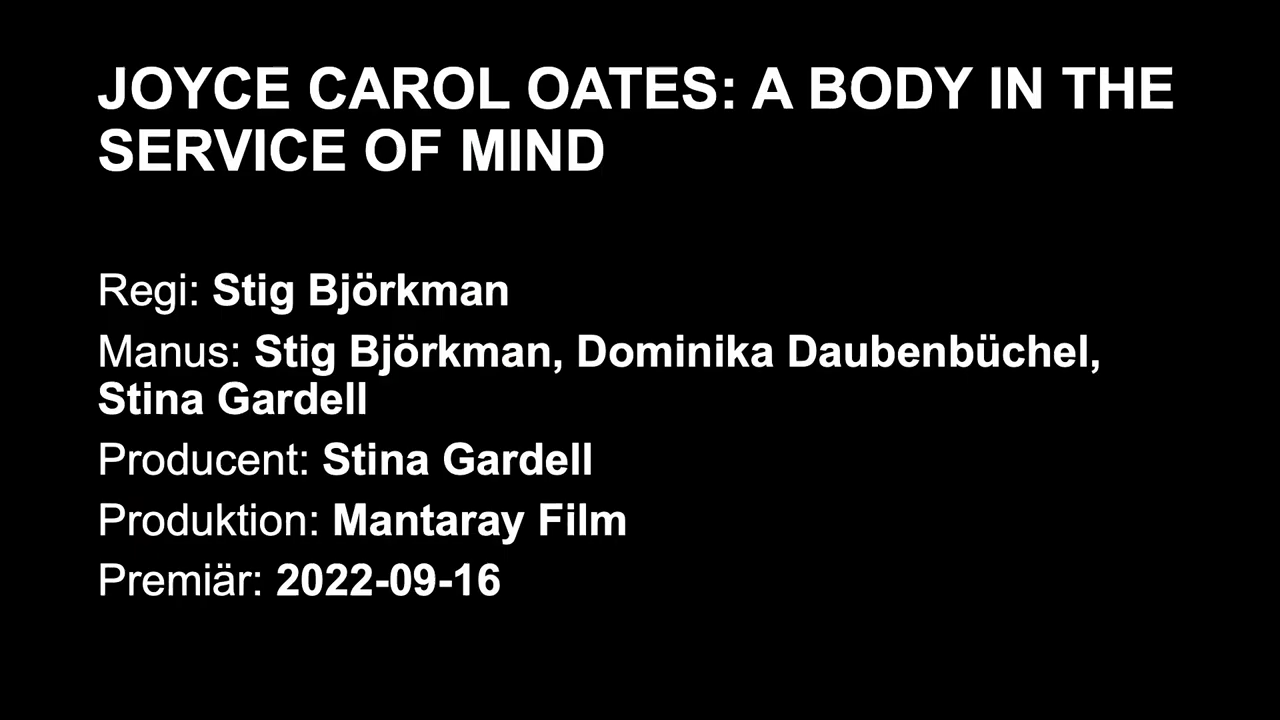 JOYCE CAROL OATES: A BODY IN THE
SERVICE OF MIND
Regi: Stig Björkman
Manus: Stig Björkman, Dominika Daubenbüchel,
Stina Gardell
Producent: Stina Gardell
Produktion: Mantaray Film
Premiär: 2022-09-16